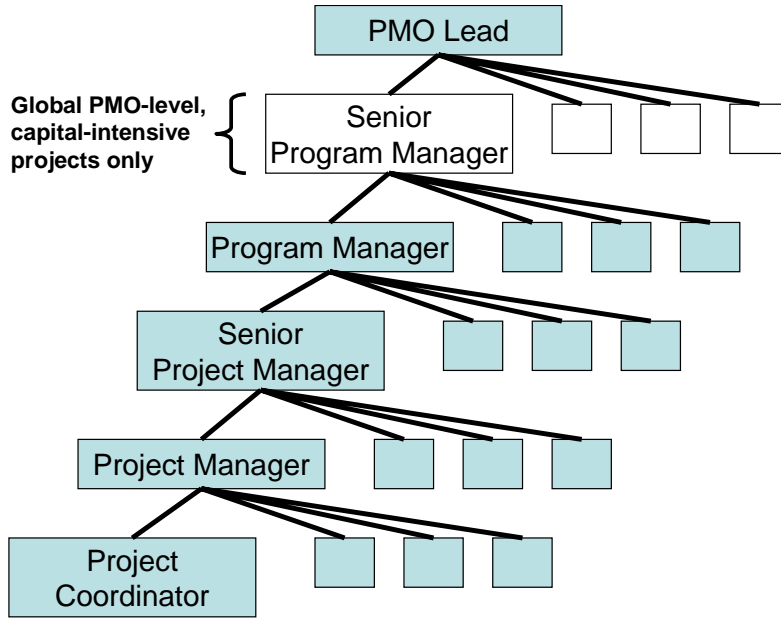 PMO Lead
Global PMO-level,
capital-intensive
projects only
Senior
Program Manager
Program Manager
Senior
Project Manager
Project Manager
Project
Coordinator